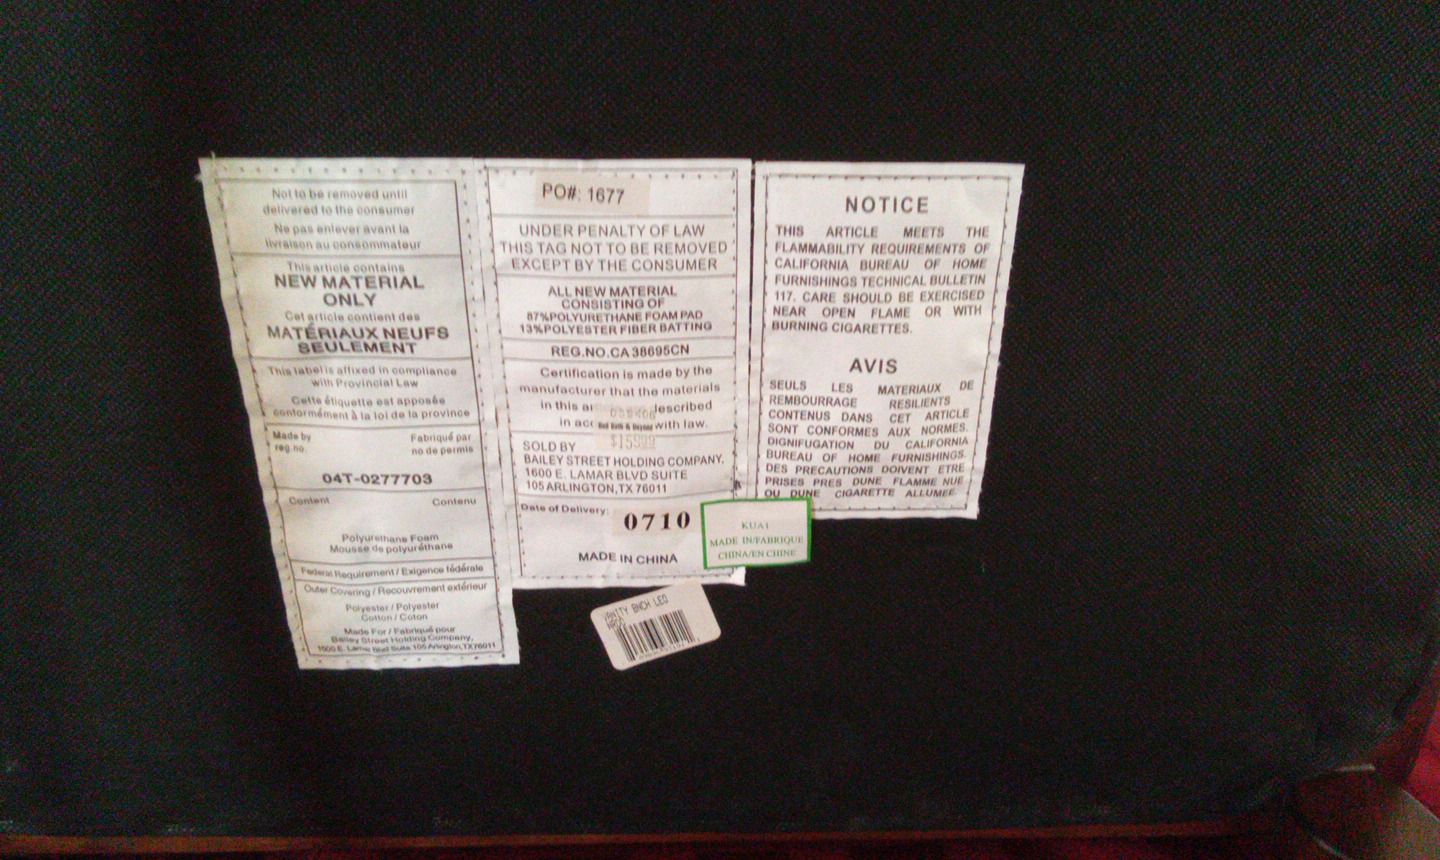 Not to be removed until
delivered to the consumer
Ne pas enlever avant la
livraison au consommateur
This article contains
NEW MATERIAL
ONLY
Cet article contient des
MATÉRIAUX NEUFS
SEULEMENT
This label is affixed in compliance
with Provincial Law
Cette étiquette est apposée
conformément à la loi de la province
Made by Fabriqué par
reg.no. no de permis
04T-0277703
Content Contenu
Polyurethane Foam
Mousse de polyuréthane
Federal Requirement / Exigence fédérale
Outer Covering / Recouvrement extérieur
Polyester / Polyester
Cotton / Coton
Made For / Fabriqué pour
Bailey Street Holding Company,
1600 E. Lamar Blvd Suite 105 Arlington,TX76011
PO#: 1677
UNDER PENALTY OF LAW
THIS TAG NOT TO BE REMOVED
EXCEPT BY THE CONSUMER
ALL NEW MATERIAL
CONSISTING OF
87%POLYURETHANE FOAM PAD
13%POLYESTER FIBER BATTING
REG.NO.CA 38695CN
Certification is made by the
manufacturer that the materials
in this
in with law.
Bed Bath & Beyond
SOLD BY
BAILEY STREET HOLDING COMPANY,
1600 E. LAMAR BLVD SUITE
105 ARLINGTON,TX 76011
Date of Delivery: 0710
MADE IN CHINA
KUA1
MADE IN/FABRIQUE
CHINA/EN CHINE
VANITY BNCH LEO
NOTICE
THIS ARTICLE MEETS THE
FLAMMABILITY REQUIREMENTS OF
CALIFORNIA BUREAU OF HOME
FURNISHINGS TECHNICAL BULLETIN
117. CARE SHOULD BE EXERCISED
NEAR OPEN FLAME OR WITH
BURNING CIGARETTES.
AVIS
SEULS LES MATERIAUX DE
REMBOURRAGE RESILIENTS
CONTENUS DANS CET ARTICLE
SONT CONFORMES AUX NORMES.
DIGNIFUGATION DU CALIFORNIA
BUREAU OF HOME FURNISHINGS.
DES PRECAUTIONS DOIVENT ETRE
PRISES PRES DUNE FLAMME NUE
OU DUNE CIGARETTE ALLUMEE